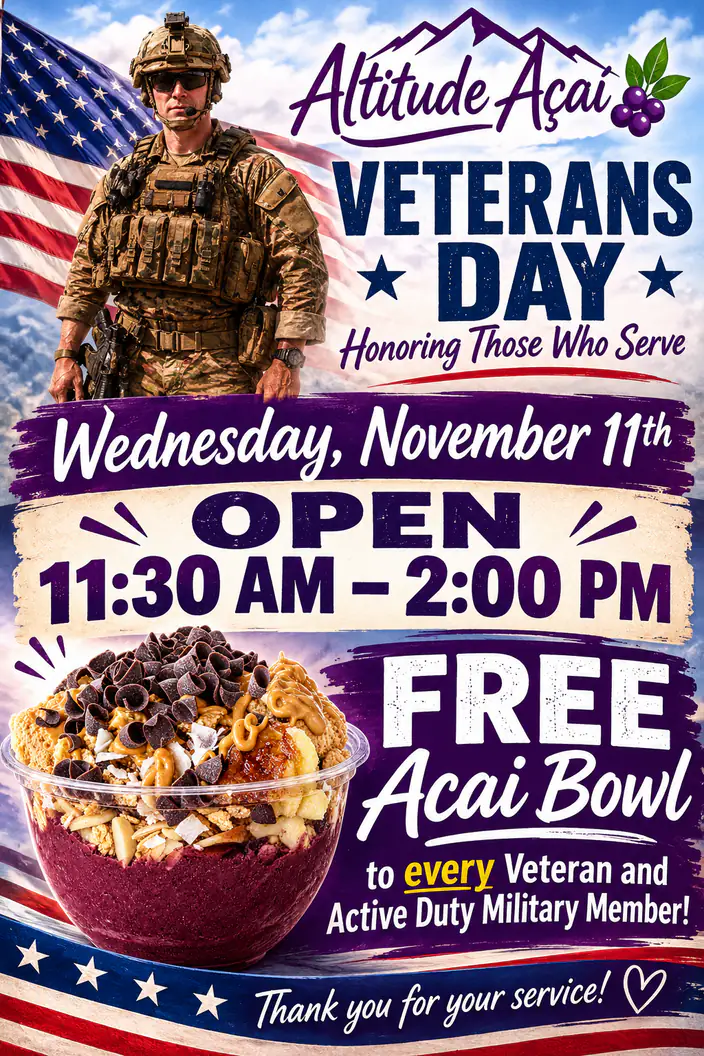 Altitude Açaí
VETERANS
DAY
Honoring Those Who Serve
Wednesday, November 11th
OPEN
11:30 AM – 2:00 PM
FREE
Acai Bowl
to every Veteran and
Active Duty Military Member!
Thank you for your service!